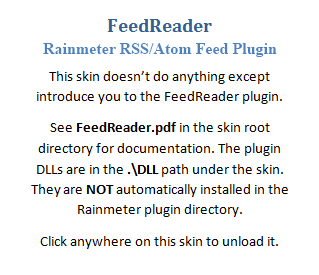 FeedReader
Rainmeter RSS/Atom Feed Plugin
This skin doesn't do anything except
introduce you to the FeedReader plugin.
See FeedReader.pdf in the skin root
directory for documentation. The plugin
DLLs are in the .\DLL path under the skin.
They are NOT automatically installed in the
Rainmeter plugin directory.
Click anywhere on this skin to unload it.